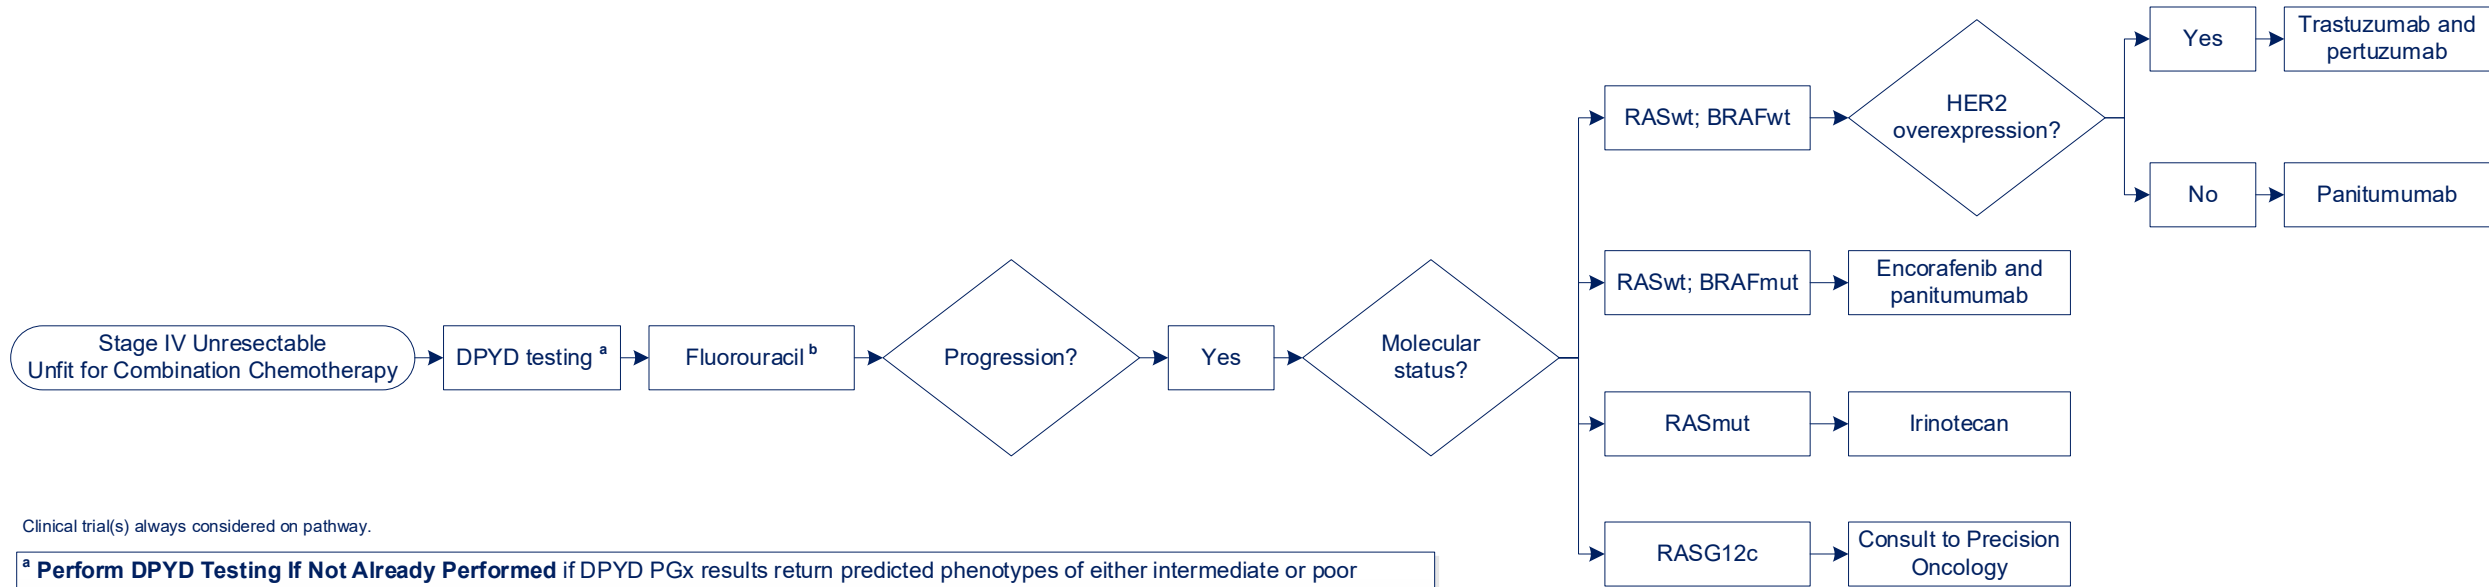 Stage IV Unresectable
Unfit for Combination Chemotherapy
DPYD testing a
Fluorouracil b
Progression?
Yes
Molecular
status?
RASwt; BRAFwt
HER2
overexpression?
Yes
Trastuzumab and
pertuzumab
No
Panitumumab
RASwt; BRAFmut
Encorafenib and
panitumumab
RASmut
Irinotecan
RASG12c
Consult to Precision
Oncology
Clinical trial(s) always considered on pathway.
a Perform DPYD Testing If Not Already Performed if DPYD PGx results return predicted phenotypes of either intermediate or poor